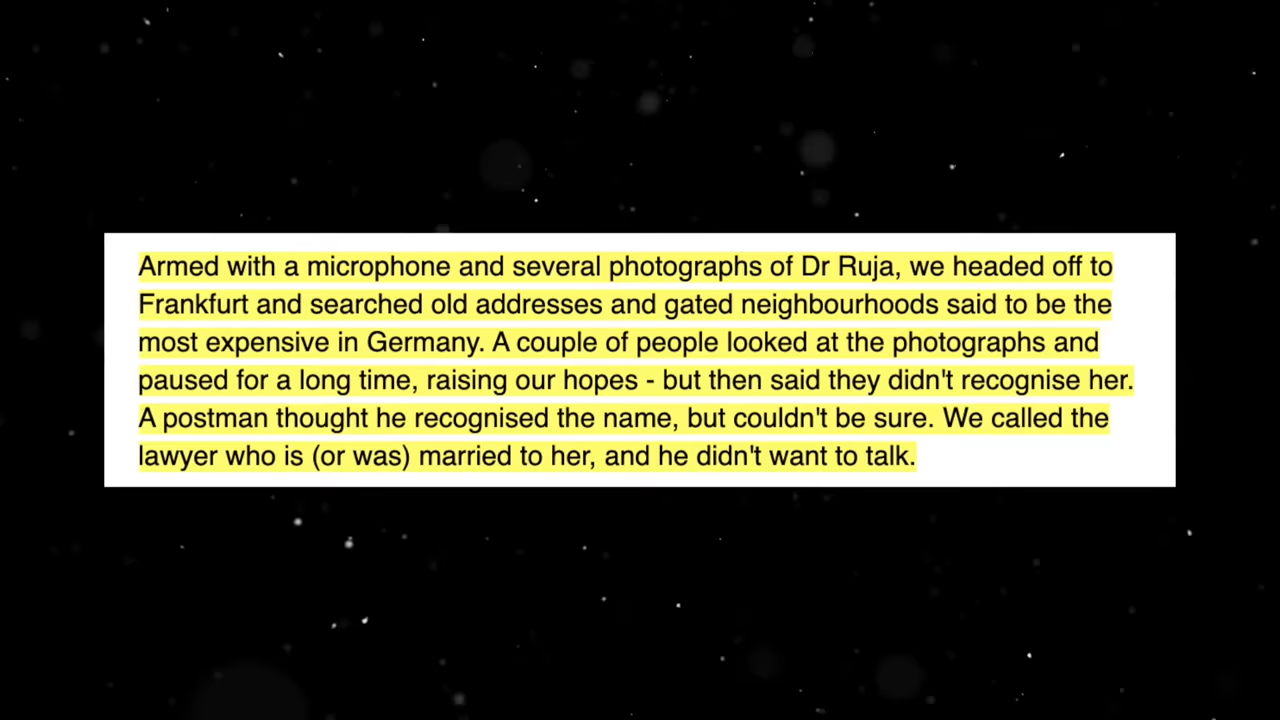 Armed with a microphone and several photographs of Dr Ruja, we headed off to
Frankfurt and searched old addresses and gated neighbourhoods said to be the
most expensive in Germany. A couple of people looked at the photographs and
paused for a long time, raising our hopes - but then said they didn't recognise her.
A postman thought he recognised the name, but couldn't be sure. We called the
lawyer who is (or was) married to her, and he didn't want to talk.